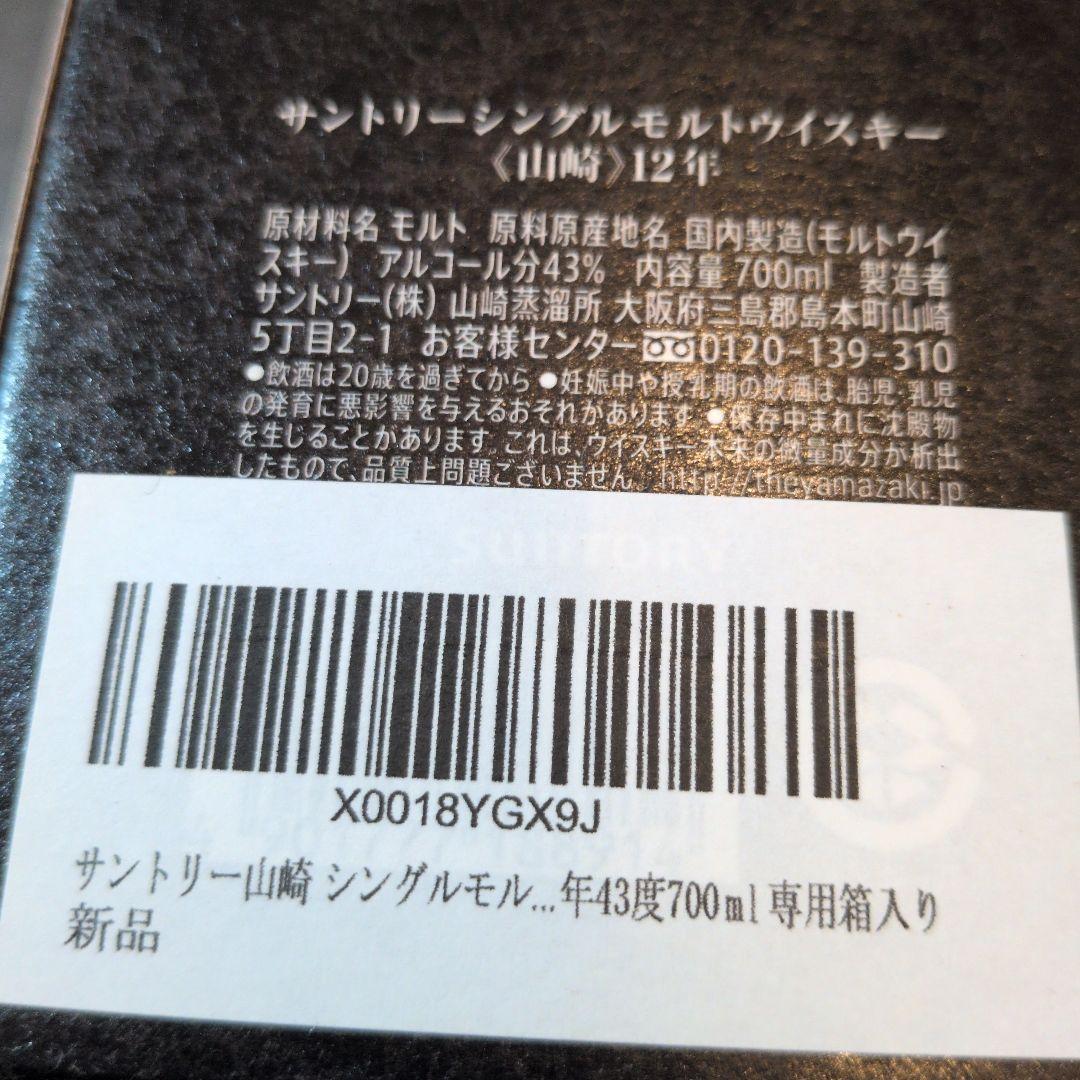 サントリーシングルモルトウイスキー
《山崎》12年
原材料名 モルト 原料原産地名 国内製造(モルトウイ
スキー) アルコール分43% 内容量 700ml 製造者
サントリー(株) 山崎蒸溜所 大阪府三島郡島本町山崎
5丁目2-1 お客様センター 0120-139-310
●飲酒は20歳を過ぎてから ●妊娠中や授乳期の飲酒は、胎児・乳児
の発育に悪影響を与えるおそれがあります。 ●保存中まれに沈殿物
を生じることがあります。これは、ウイスキー本来の微量成分が析出
したもので、品質上問題ございません。 http://theyamazaki.jp
SUNTORY
X0018YGX9J
サントリー山崎 シングルモル...年43度700ml 専用箱入り
新品